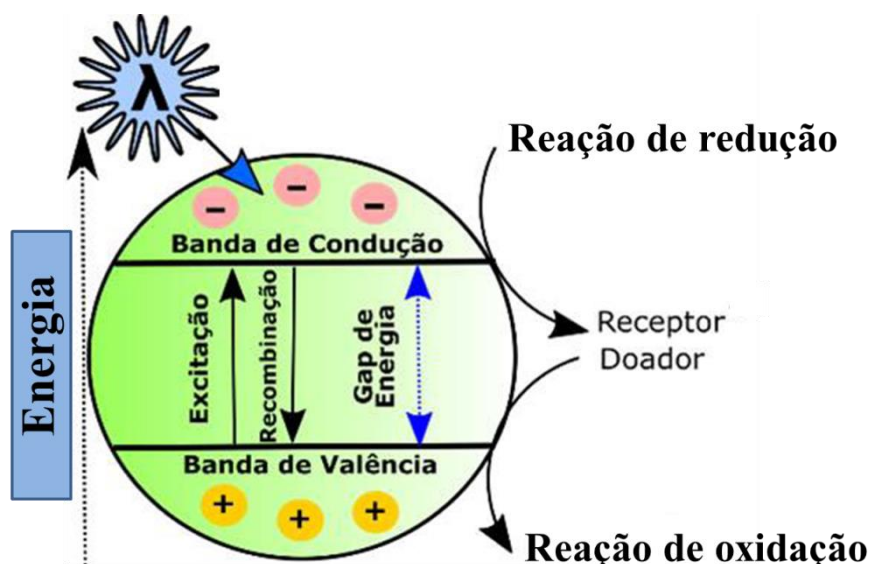 λ
Reação de redução
Banda de Condução
Energia
Excitação
Recombinação
Gap de
Energia
Receptor
Doador
Banda de Valência
Reação de oxidação